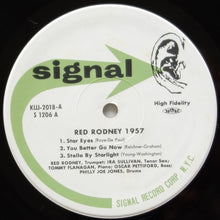 signal
KLIJ-2018-A
S 1206 A
High Fidelity
RED RODNEY 1957
1. Star Eyes (Raye-De Paul)
2. You Better Go Now (Reichner-Graham)
3. Stella By Starlight (Young-Washington)
RED RODNEY, Trumpet; IRA SULLIVAN, Tenor Sax;
TOMMY FLANAGAN, Piano; OSCAR PETTIFORD, Bass;
PHILLY JOE JONES, Drums
SIGNAL RECORD CORP. N.Y.C.